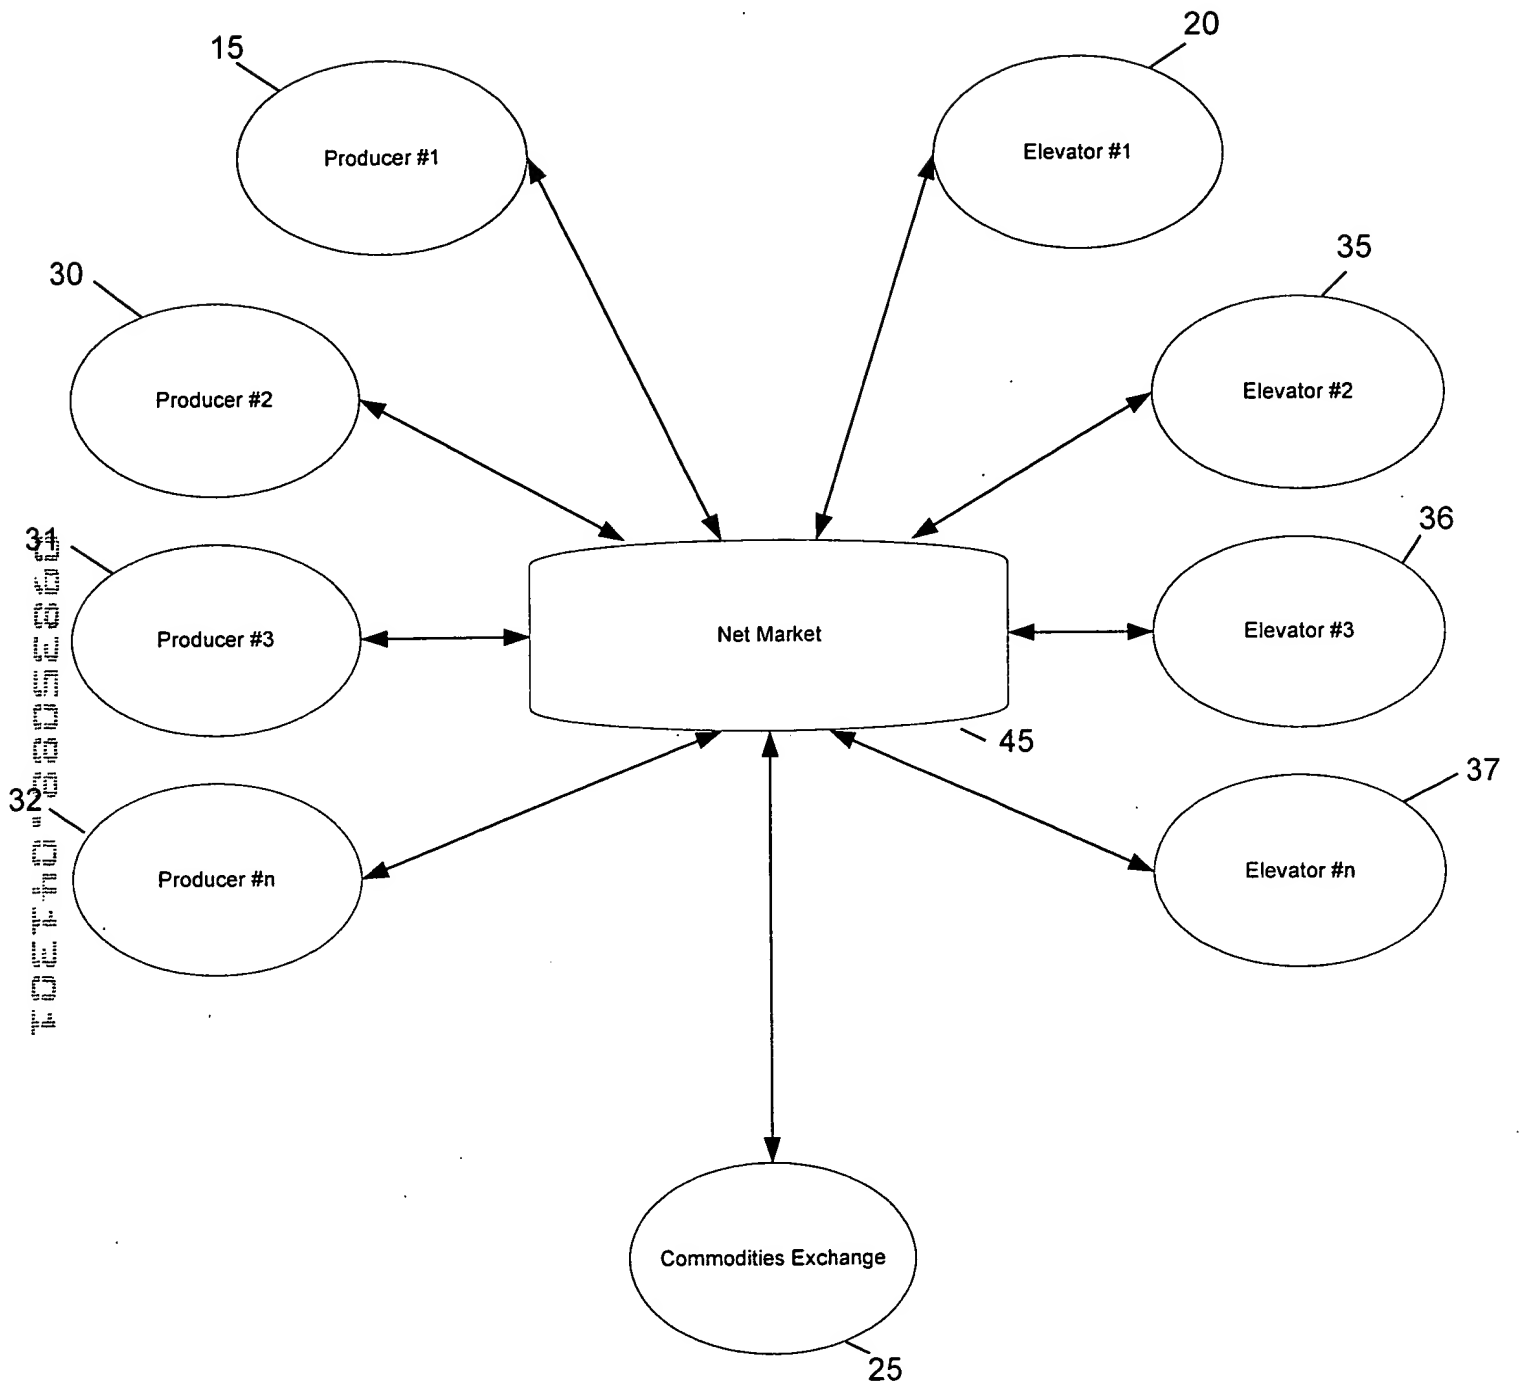 15
20
Producer #1
Elevator #1
30
35
Producer #2
Elevator #2
31
36
Producer #3
Net Market
Elevator #3
45
32
37
Producer #n
Elevator #n
Commodities Exchange
25